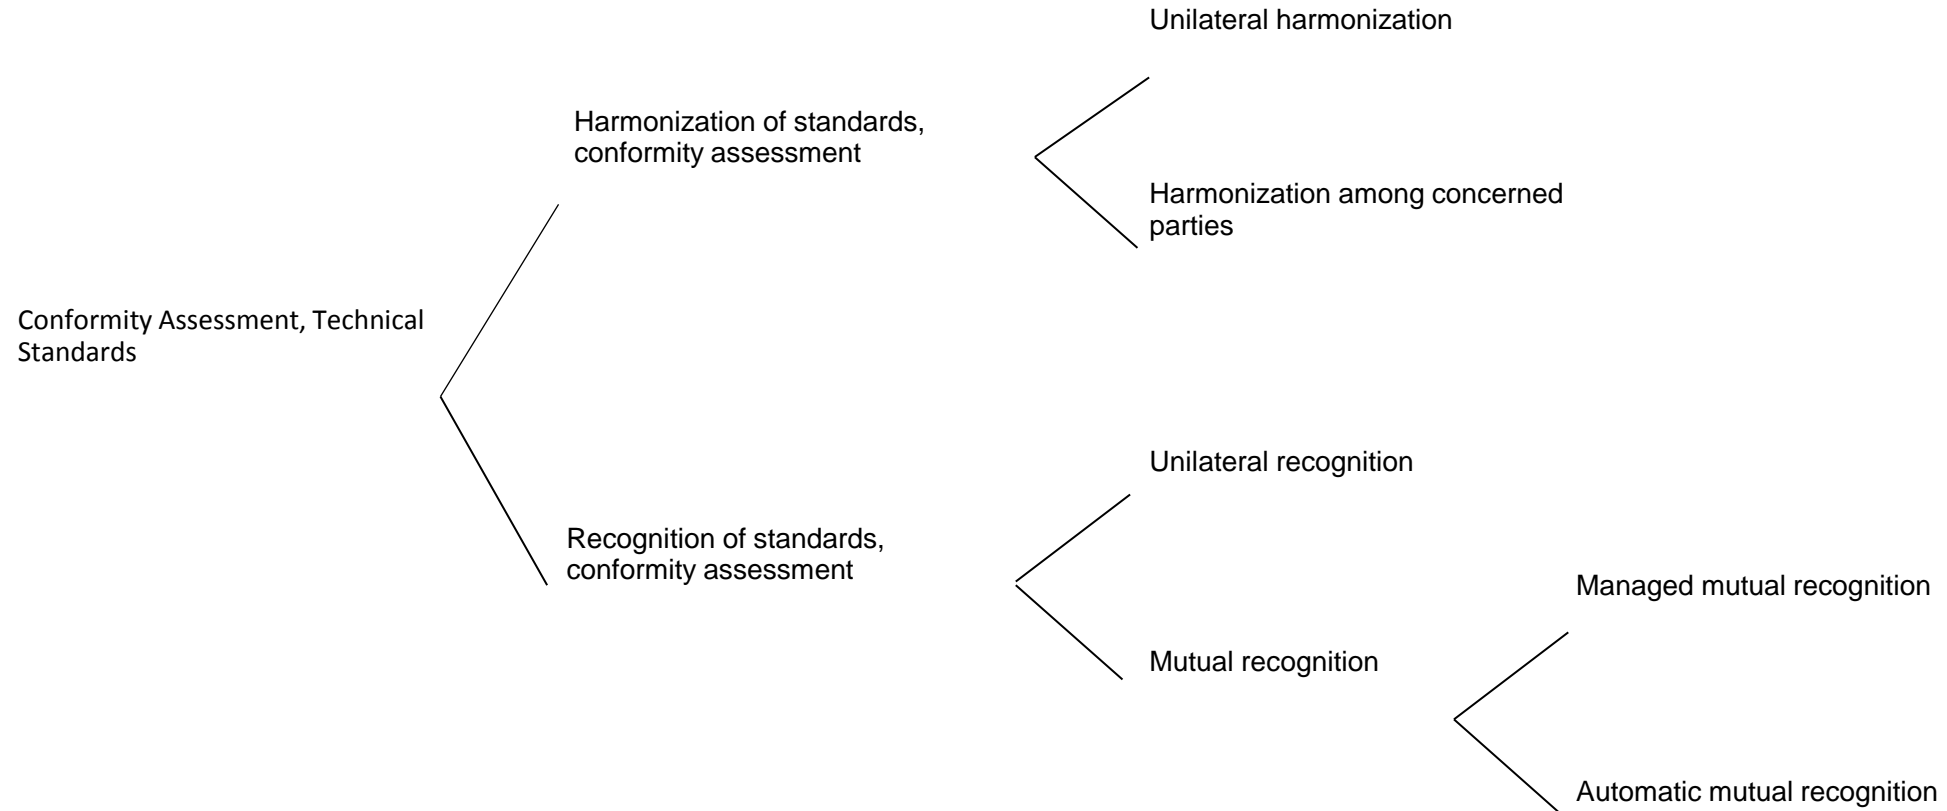 Unilateral harmonization
Harmonization of standards,
conformity assessment
Harmonization among concerned
parties
Conformity Assessment, Technical
Standards
Unilateral recognition
Recognition of standards,
conformity assessment
Managed mutual recognition
Mutual recognition
Automatic mutual recognition